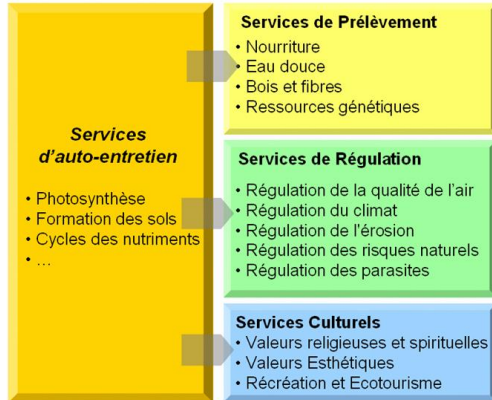 Services
d'auto-entretien
• Photosynthèse
• Formation des sols
• Cycles des nutriments
• ...
Services de Prélèvement
• Nourriture
• Eau douce
• Bois et fibres
• Ressources génétiques
Services de Régulation
• Régulation de la qualité de l'air
• Régulation du climat
• Régulation de l'érosion
• Régulation des risques naturels
• Régulation des parasites
Services Culturels
• Valeurs religieuses et spirituelles
• Valeurs Esthétiques
• Récréation et Ecotourisme